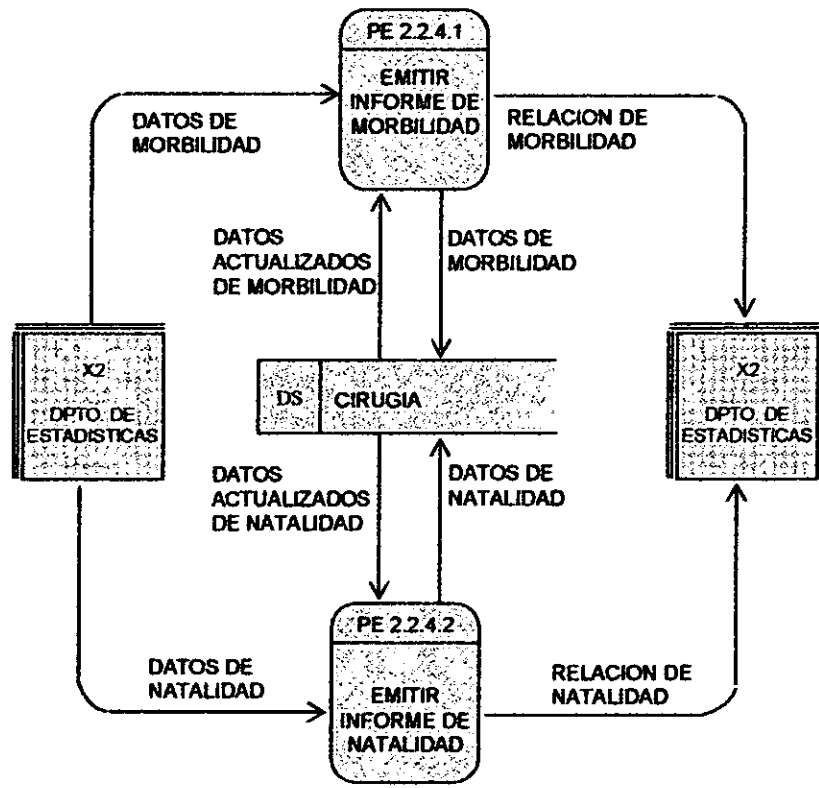 PE 2.2.4.1
EMITIR
INFORME DE
MORBILIDAD
DATOS DE
MORBILIDAD
RELACION DE
MORBILIDAD
DATOS
ACTUALIZADOS
DE MORBILIDAD
DATOS DE
MORBILIDAD
X2
DPTO. DE
ESTADISTICAS
DS
CIRUGIA
X2
DPTO. DE
ESTADISTICAS
DATOS
ACTUALIZADOS
DE NATALIDAD
DATOS DE
NATALIDAD
PE 2.2.4.2
EMITIR
INFORME DE
NATALIDAD
DATOS DE
NATALIDAD
RELACION DE
NATALIDAD